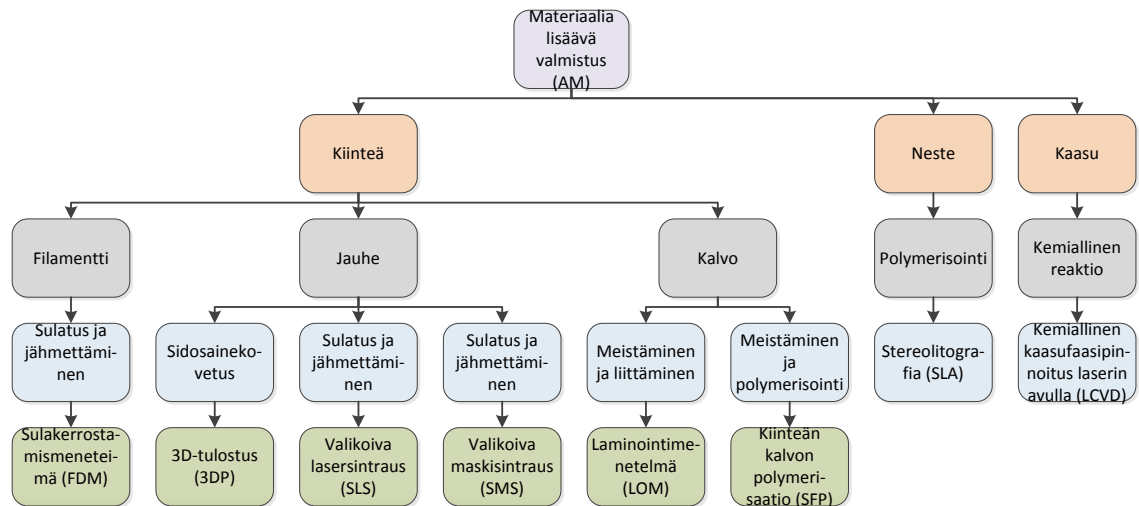 Materiaalia
lisäävä
valmistus
(AM)
Kiinteä
Neste
Kaasu
Filamentti
Jauhe
Kalvo
Polymerisointi
Kemiallinen
reaktio
Sulatus ja
jähmettämi-
nen
Sidosaineko-
vetus
Sulatus ja
jähmettämi-
nen
Sulatus ja
jähmettämi-
nen
Meistäminen
ja liittäminen
Meistäminen
ja
polymerisointi
Stereolitogra-
fia (SLA)
Kemiallinen
kaasufaasipin-
noitus laserin
avulla (LCVD)
Sulakerrosta-
mismenetei-
mä (FDM)
3D-tulostus
(3DP)
Valikoiva
lasersintraus
(SLS)
Valikoiva
maskisintraus
(SMS)
Laminointime-
netelmä
(LOM)
Kiinteän
kalvon
polymeri-
saatio (SFP)